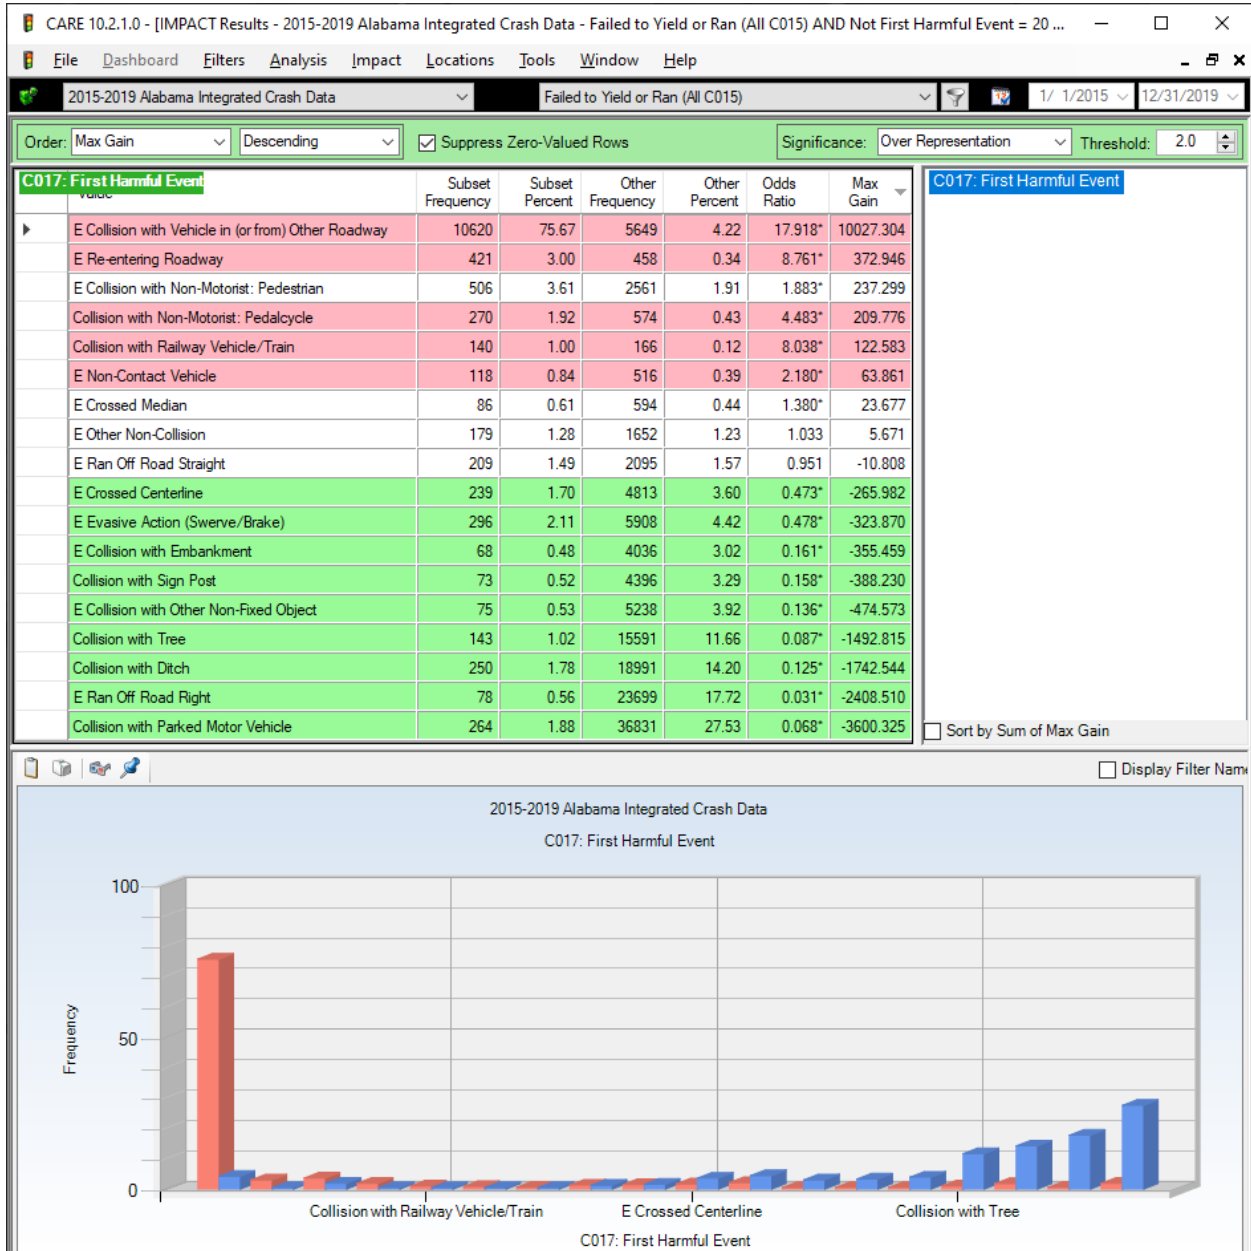 CARE 10.2.1.0 - [IMPACT Results - 2015-2019 Alabama Integrated Crash Data - Failed to Yield or Ran (All C015) AND Not First Harmful Event = 20 ...
File Dashboard Filters Analysis Impact Locations Tools Window Help
2015-2019 Alabama Integrated Crash Data Failed to Yield or Ran (All C015) 1/ 1/2015 12/31/2019
Order: Max Gain Descending Suppress Zero-Valued Rows Significance: Over Representation Threshold: 2.0
C017: First Harmful Event Subset Frequency Subset Percent Other Frequency Other Percent Odds Ratio Max Gain C017: First Harmful Event
E Collision with Vehicle in (or from) Other Roadway 10620 75.67 5649 4.22 17.918* 10027.304
E Re-entering Roadway 421 3.00 458 0.34 8.761* 372.946
E Collision with Non-Motorist: Pedestrian 506 3.61 2561 1.91 1.883* 237.299
Collision with Non-Motorist: Pedalcycle 270 1.92 574 0.43 4.483* 209.776
Collision with Railway Vehicle/Train 140 1.00 166 0.12 8.038* 122.583
E Non-Contact Vehicle 118 0.84 516 0.39 2.180* 63.861
E Crossed Median 86 0.61 594 0.44 1.380* 23.677
E Other Non-Collision 179 1.28 1652 1.23 1.033 5.671
E Ran Off Road Straight 209 1.49 2095 1.57 0.951 -10.808
E Crossed Centerline 239 1.70 4813 3.60 0.473* -265.982
E Evasive Action (Swerve/Brake) 296 2.11 5908 4.42 0.478* -323.870
E Collision with Embankment 68 0.48 4036 3.02 0.161* -355.459
Collision with Sign Post 73 0.52 4396 3.29 0.158* -388.230
E Collision with Other Non-Fixed Object 75 0.53 5238 3.92 0.136* -474.573
Collision with Tree 143 1.02 15591 11.66 0.087* -1492.815
Collision with Ditch 250 1.78 18991 14.20 0.125* -1742.544
E Ran Off Road Right 78 0.56 23699 17.72 0.031* -2408.510
Collision with Parked Motor Vehicle 264 1.88 36831 27.53 0.068* -3600.325
Sort by Sum of Max Gain
Display Filter Name
2015-2019 Alabama Integrated Crash Data
C017: First Harmful Event
100
50
0
Frequency
Collision with Railway Vehicle/Train E Crossed Centerline Collision with Tree
C017: First Harmful Event